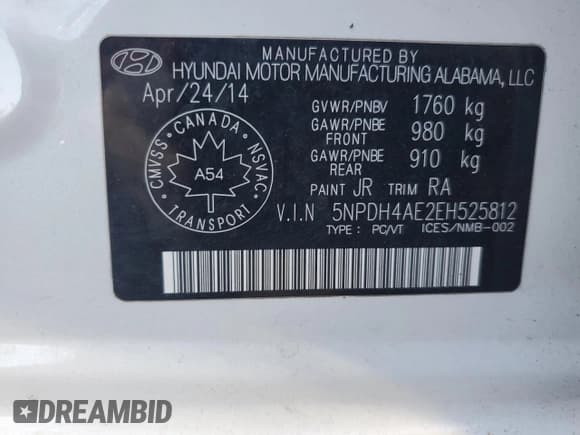 MANUFACTURED BY
HYUNDAI MOTOR MANUFACTURING ALABAMA, LLC
Apr/24/14
GVWR/PNBV 1760 kg
GAWR/PNBE FRONT 980 kg
GAWR/PNBE REAR 910 kg
PAINT JR TRIM RA
CANADA
CMVSS NSVAC
A54
TRANSPORT
V.I.N 5NPDH4AE2EH525812
TYPE: PC/VT ICES/NMB-002
DREAMBID